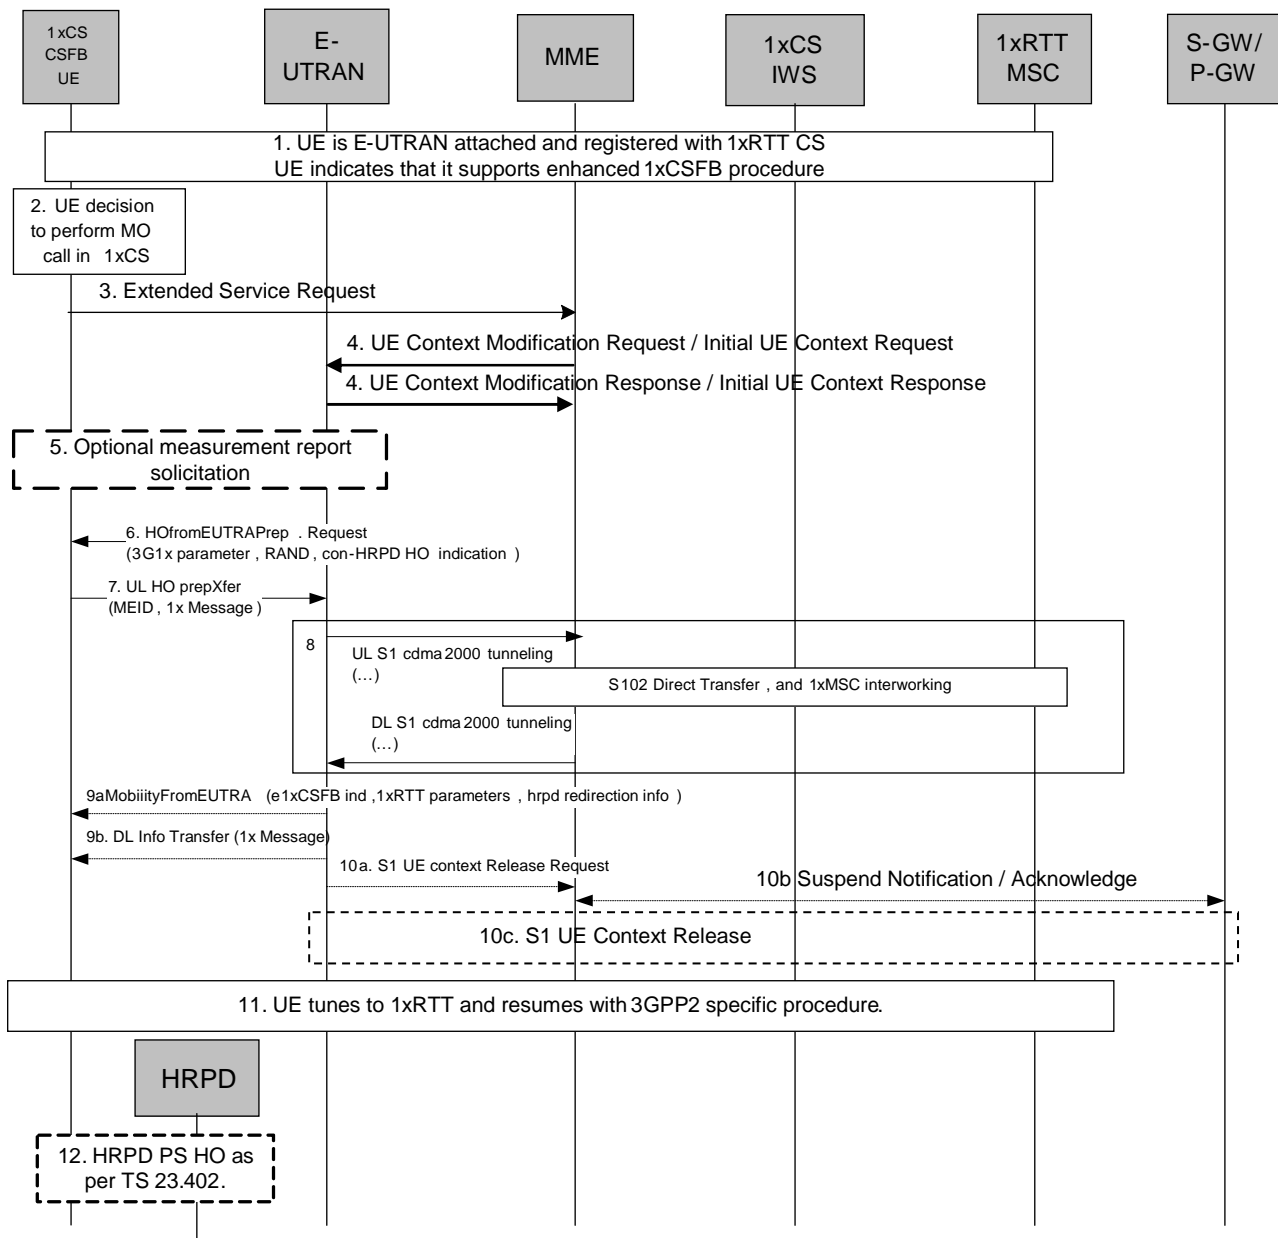 1xCS
CSFB
UE
E-
UTRAN
MME
1xCS
IWS
1xRTT
MSC
S-GW/
P-GW
1. UE is E-UTRAN attached and registered with 1xRTT CS
UE indicates that it supports enhanced 1xCSFB procedure
2. UE decision
to perform MO
call in 1xCS
3. Extended Service Request
4. UE Context Modification Request / Initial UE Context Request
4. UE Context Modification Response / Initial UE Context Response
5. Optional measurement report
solicitation
6. HOfromEUTRAPrep . Request
(3G1x parameter , RAND , con-HRPD HO indication )
7. UL HO prepXfer
(MEID , 1x Message )
8
UL S1 cdma 2000 tunneling
(...)
S102 Direct Transfer , and 1xMSC interworking
DL S1 cdma 2000 tunneling
(...)
9aMobiiityFromEUTRA (e1xCSFB ind ,1xRTT parameters , hrpd redirection info )
9b. DL Info Transfer (1x Message)
10a. S1 UE context Release Request
10b Suspend Notification / Acknowledge
10c. S1 UE Context Release
11. UE tunes to 1xRTT and resumes with 3GPP2 specific procedure.
HRPD
12. HRPD PS HO as
per TS 23.402.